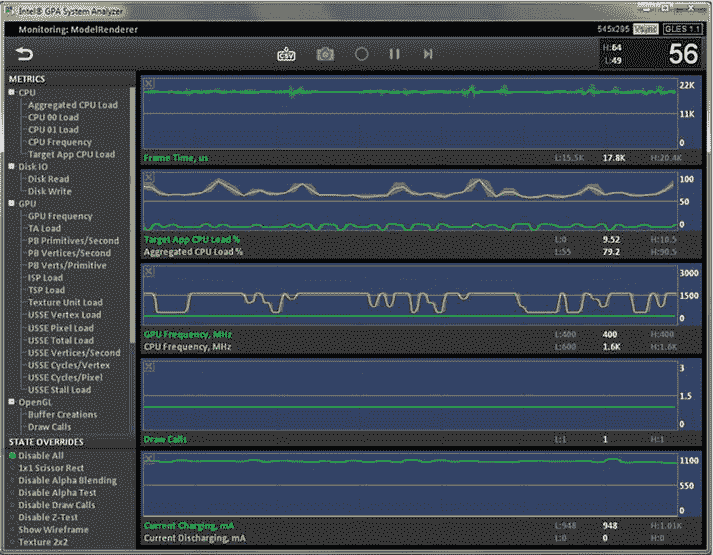 Intel® GPA System Analyzer
Monitoring: ModelRenderer
545x295 Vsync GLES 1.1
CSV
H:64
L:49
56
METRICS
CPU
Aggregated CPU Load
CPU 00 Load
CPU 01 Load
CPU Frequency
Target App CPU Load
Disk IO
Disk Read
Disk Write
GPU
GPU Frequency
TA Load
PB Primitives/Second
PB Vertices/Second
PB Verts/Primitive
ISP Load
TSP Load
Texture Unit Load
USSE Vertex Load
USSE Pixel Load
USSE Total Load
USSE Vertices/Second
USSE Cycles/Vertex
USSE Cycles/Pixel
USSE Stall Load
OpenGL
Buffer Creations
Draw Calls
STATE OVERRIDES
Disable All
1x1 Scissor Rect
Disable Alpha Blending
Disable Alpha Test
Disable Draw Calls
Disable Z-Test
Show Wireframe
Texture 2x2
22K
11K
0
Frame Time, us L:15.5K 17.8K H:20.4K
100
50
0
Target App CPU Load % L:0 9.52 H:10.5
Aggregated CPU Load % L:55 79.2 H:90.5
3000
1500
0
GPU Frequency, MHz L:400 400 H:400
CPU Frequency, MHz L:600 1.6K H:1.6K
3
1.5
0
Draw Calls L:1 1 H:1
1100
550
0
Current Charging, mA L:948 948 H:1.01K
Current Discharging, mA L:0 0 H:0